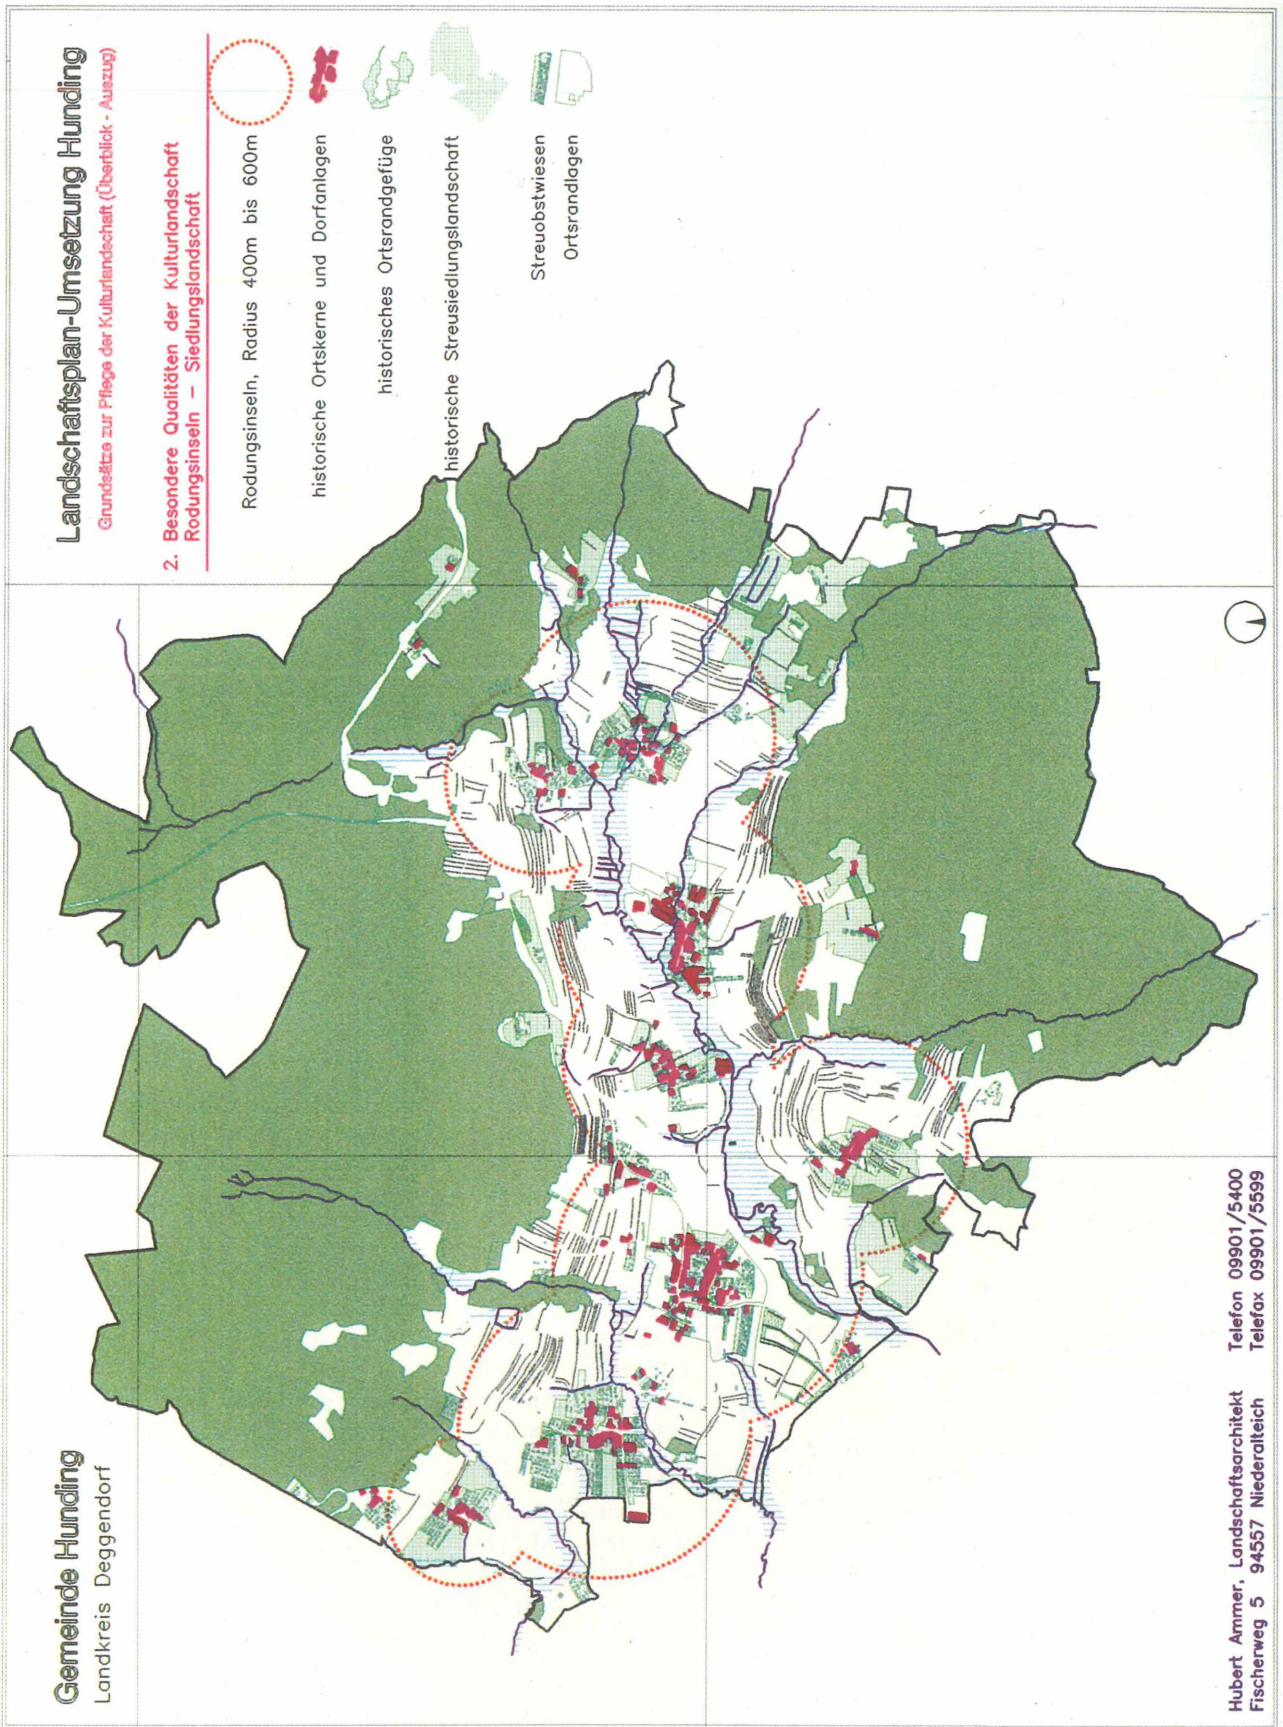 Gemeinde Hunding
Landkreis Deggendorf
Landschaftsplan-Umsetzung Hunding
Grundsätze zur Pflege der Kulturlandschaft (Überblick - Auszug)
2. Besondere Qualitäten der Kulturlandschaft
Rodungsinseln – Siedlungslandschaft
Rodungsinseln, Radius 400m bis 600m
historische Ortskerne und Dorfanlagen
historisches Ortsrandgefüge
historische Streusiedlungslandschaft
Streuobstwiesen
Ortsrandlagen
Hubert Ammer, Landschaftsarchitekt Telefon 09901/5400
Fischerweg 5 94557 Niederalteich Telefax 09901/5599